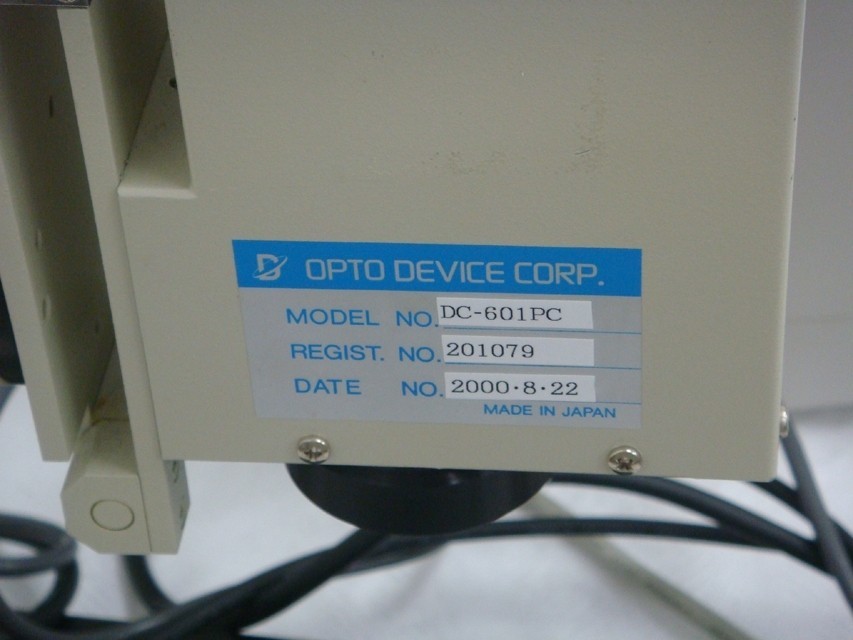 OPTO DEVICE CORP.
MODEL NO. DC-601PC
REGIST. NO. 201079
DATE NO. 2000·8·22
MADE IN JAPAN